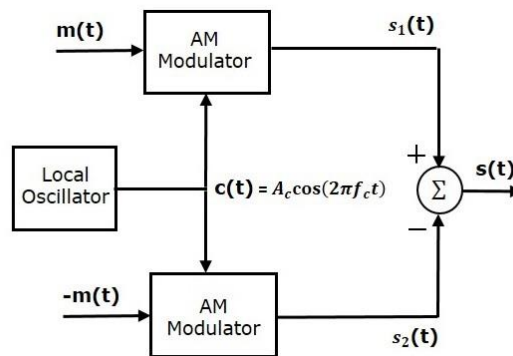 m(t)
AM
Modulator
s₁(t)
Local
Oscillator
c(t) = A_c cos(2πf_c t)
+
Σ
s(t)
−
-m(t)
AM
Modulator
s₂(t)